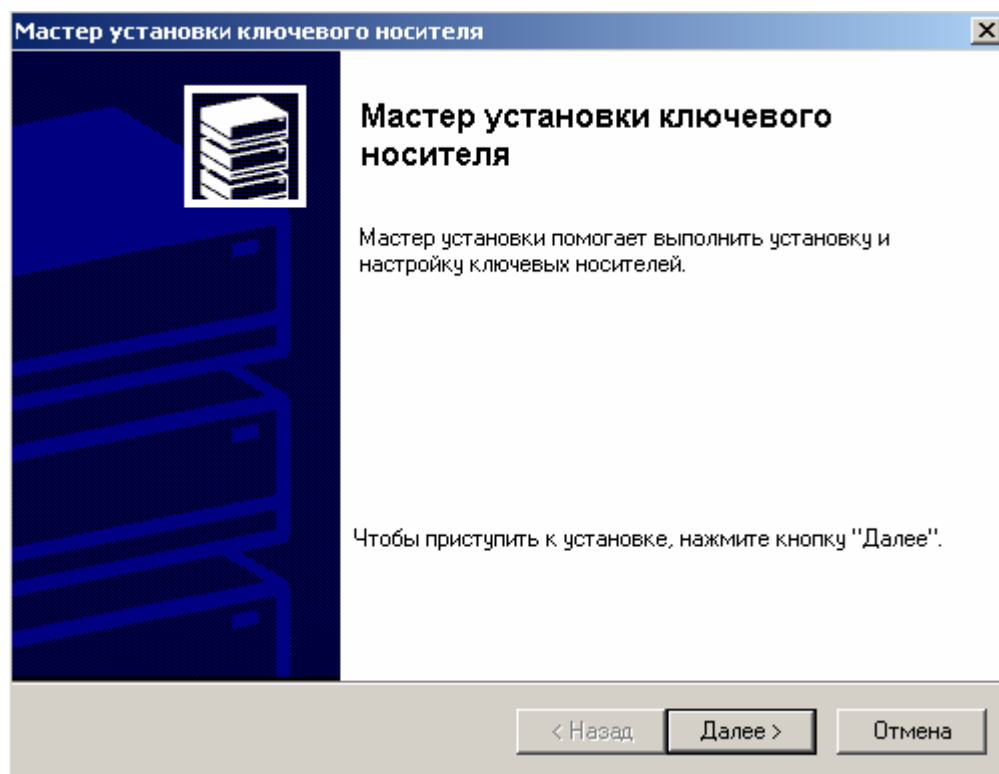 Мастер установки ключевого носителя
Мастер установки ключевого
носителя
Мастер установки помогает выполнить установку и
настройку ключевых носителей.
Чтобы приступить к установке, нажмите кнопку "Далее".
< Назад
Далее >
Отмена